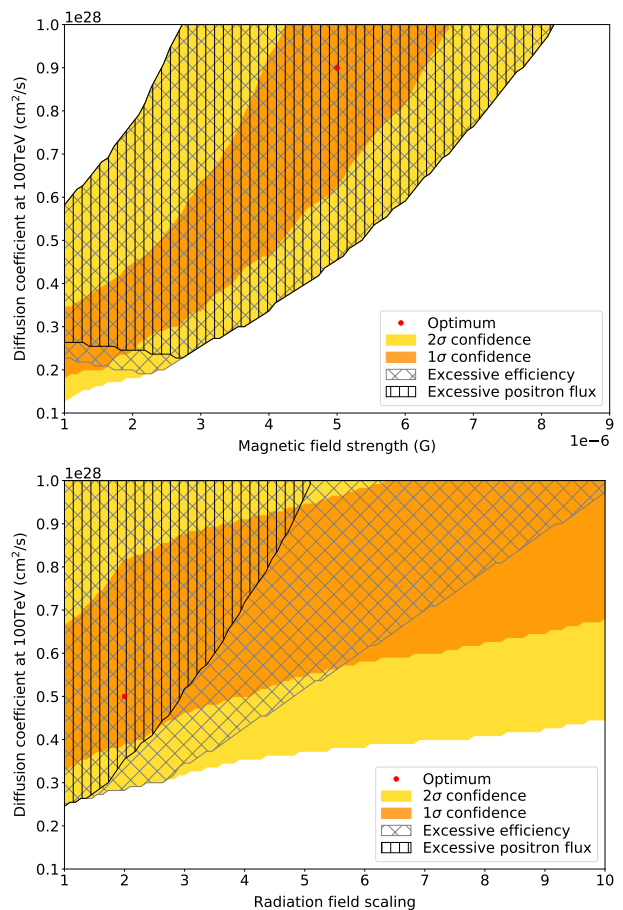 1e28
1.0
0.9
0.8
0.7
0.6
0.5
0.4
0.3
0.2
0.1
Diffusion coefficient at 100TeV (cm²/s)
Optimum
2σ confidence
1σ confidence
Excessive efficiency
Excessive positron flux
1 2 3 4 5 6 7 8 9
Magnetic field strength (G)
1e−6
1e28
1.0
0.9
0.8
0.7
0.6
0.5
0.4
0.3
0.2
0.1
Diffusion coefficient at 100TeV (cm²/s)
Optimum
2σ confidence
1σ confidence
Excessive efficiency
Excessive positron flux
1 2 3 4 5 6 7 8 9 10
Radiation field scaling